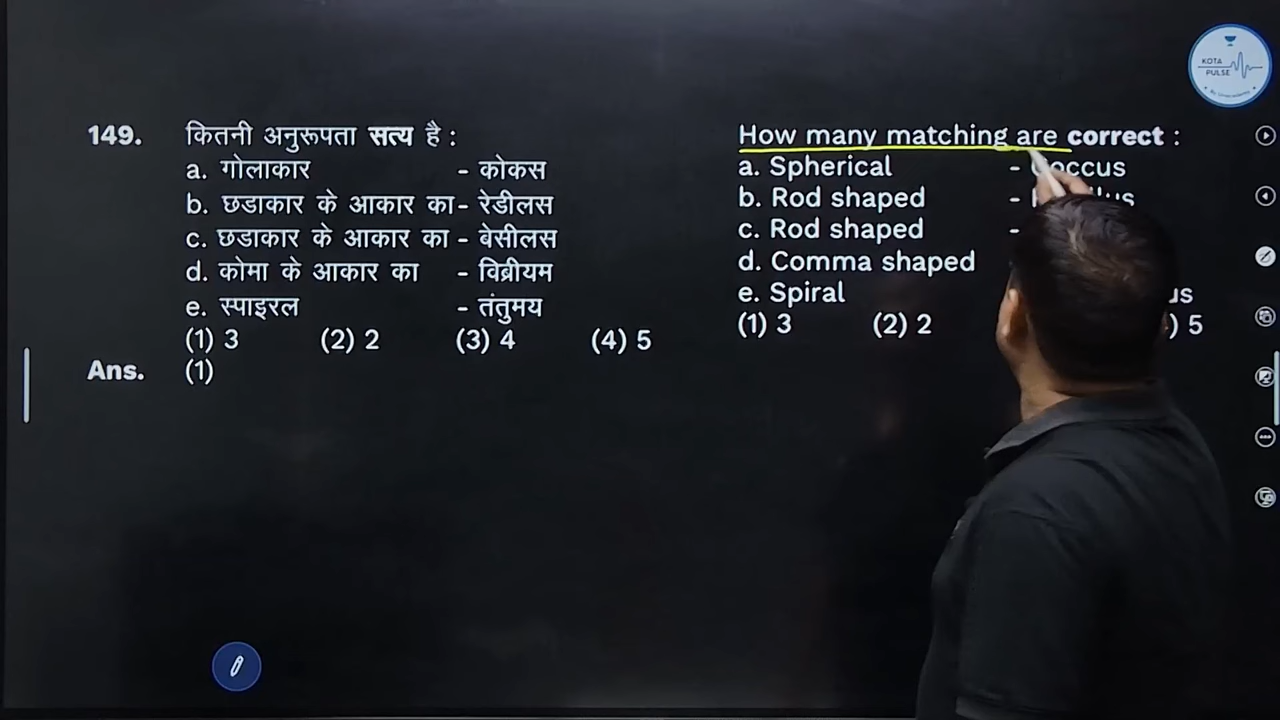 KOTA
PULSE
149. कितनी अनुरूपता सत्य है :
a. गोलाकार - कोकस
b. छडाकार के आकार का- रेडीलस
c. छडाकार के आकार का - बेसीलस
d. कोमा के आकार का - विब्रीयम
e. स्पाइरल - तंतुमय
(1) 3 (2) 2 (3) 4 (4) 5
Ans. (1)
How many matching are correct :
a. Spherical -
b. Rod shaped -
c. Rod shaped -
d. Comma shaped
e. Spiral
(1) 3 (2) 2 5